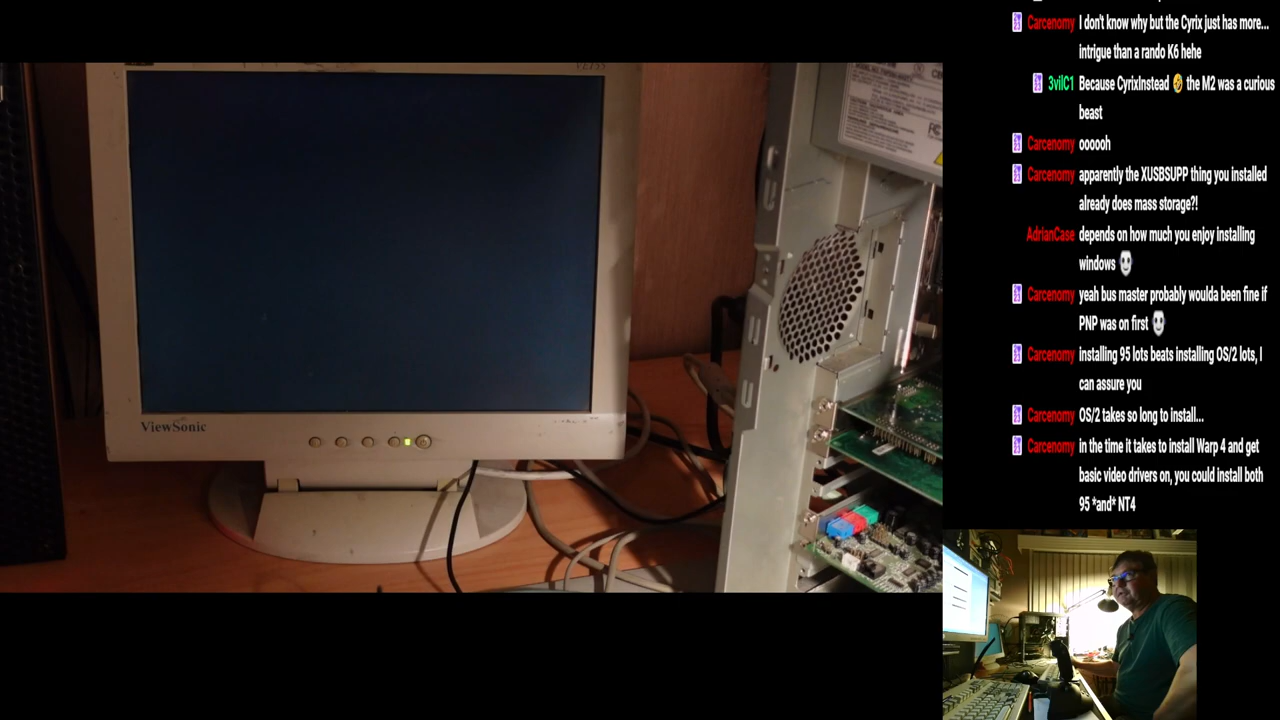 VE155
ViewSonic
FC
Carcenomy I don't know why but the Cyrix just has more...
intrigue than a rando K6 hehe
3vilC1 Because CyrixInstead 🤣 the M2 was a curious
beast
Carcenomy oooooh
Carcenomy apparently the XUSBSUPP thing you installed
already does mass storage?!
AdrianCase depends on how much you enjoy installing
windows
Carcenomy yeah bus master probably woulda been fine if
PNP was on first
Carcenomy installing 95 lots beats installing OS/2 lots, I
can assure you
Carcenomy OS/2 takes so long to install...
Carcenomy in the time it takes to install Warp 4 and get
basic video drivers on, you could install both
95 *and* NT4